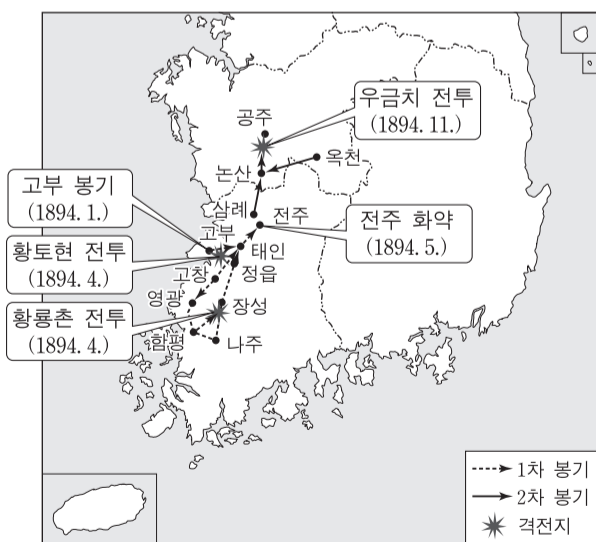 우금치 전투
(1894. 11.)
공주
옥천
논산
고부 봉기
(1894. 1.)
삼례
전주
전주 화약
(1894. 5.)
고부
태인
황토현 전투
(1894. 4.)
정읍
고창
영광
장성
황룡촌 전투
(1894. 4.)
함평
나주
1차 봉기
2차 봉기
격전지